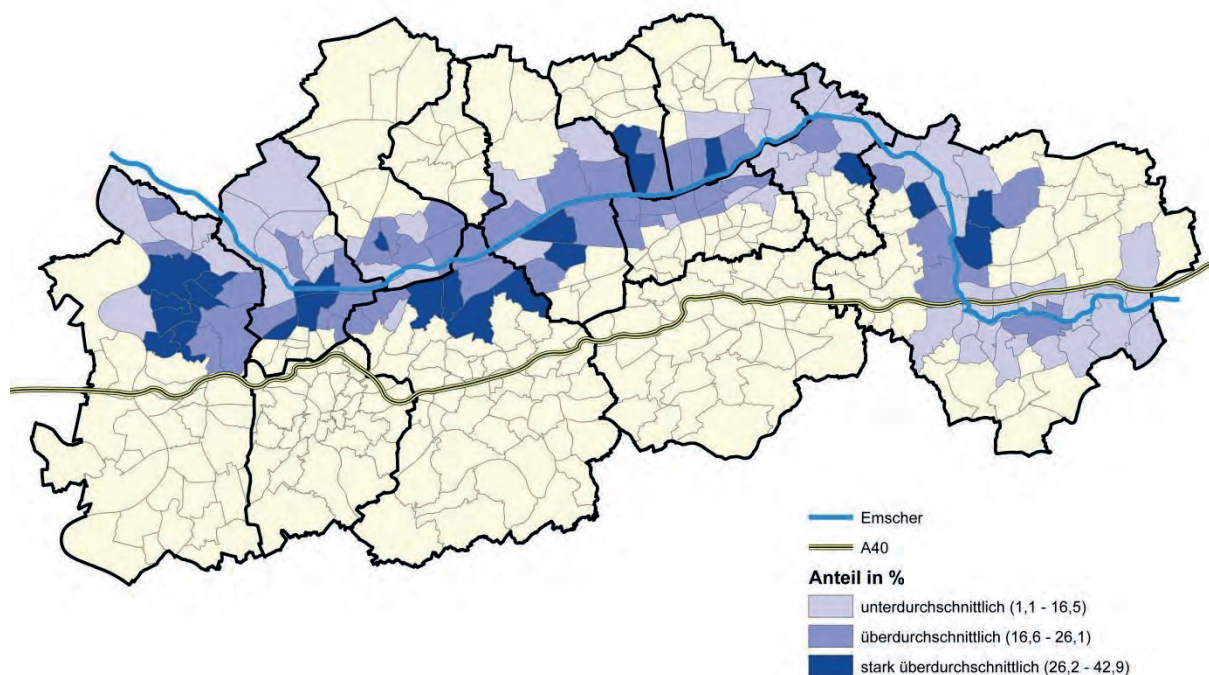 Emscher
A40
Anteil in %
unterdurchschnittlich (1,1 - 16,5)
überdurchschnittlich (16,6 - 26,1)
stark überdurchschnittlich (26,2 - 42,9)